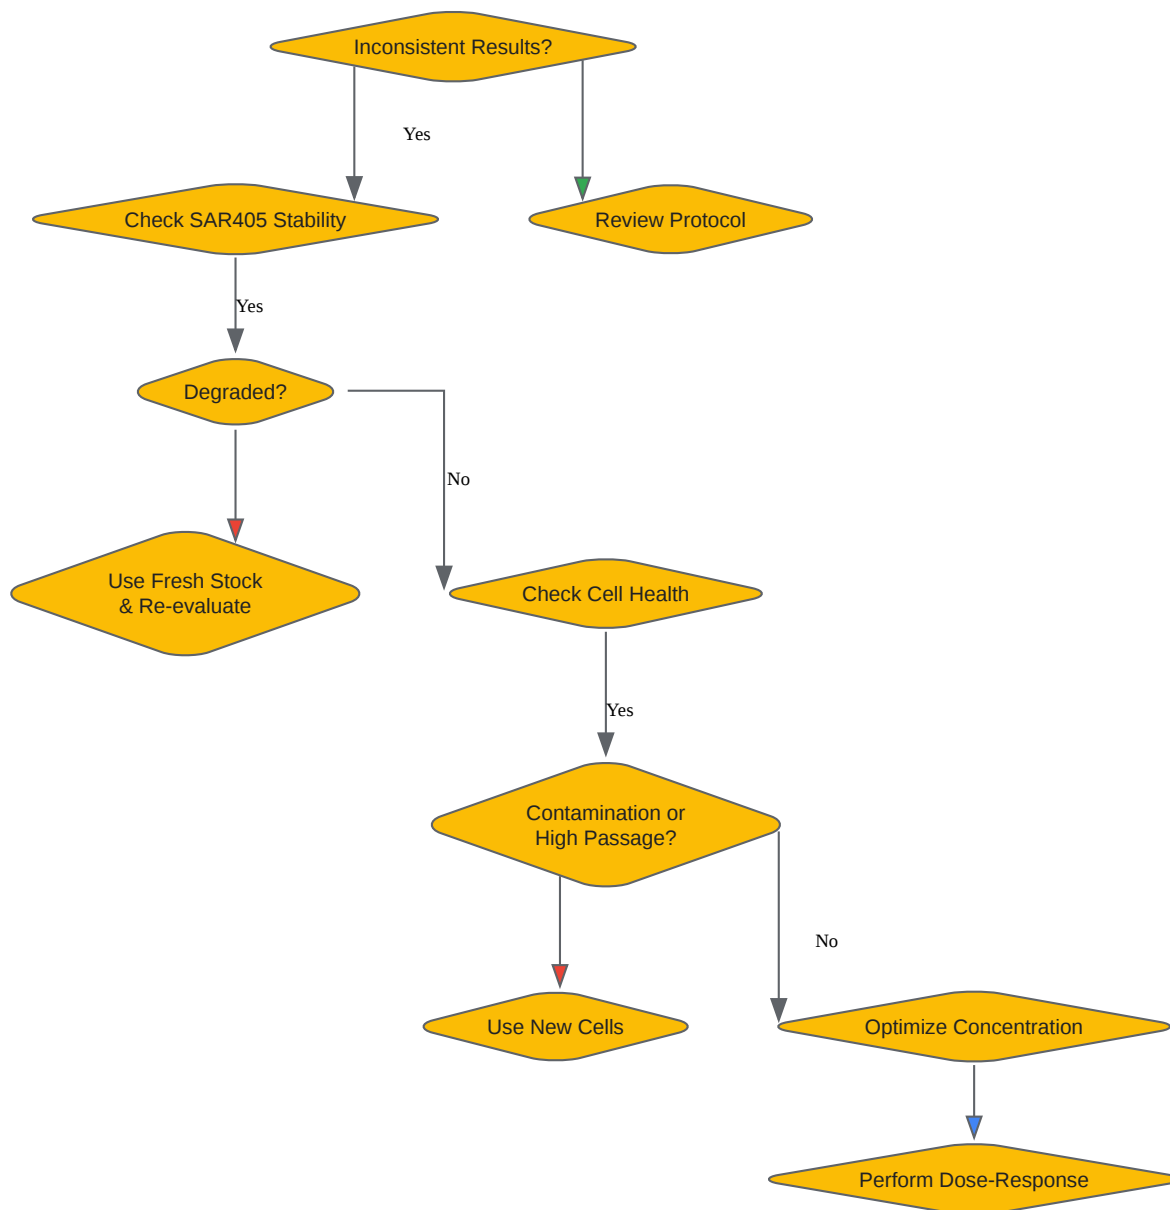 Inconsistent Results?
Yes
Check SAR405 Stability
Review Protocol
Yes
Degraded?
No
Use Fresh Stock
& Re-evaluate
Check Cell Health
Yes
Contamination or
High Passage?
No
Use New Cells
Optimize Concentration
Perform Dose-Response